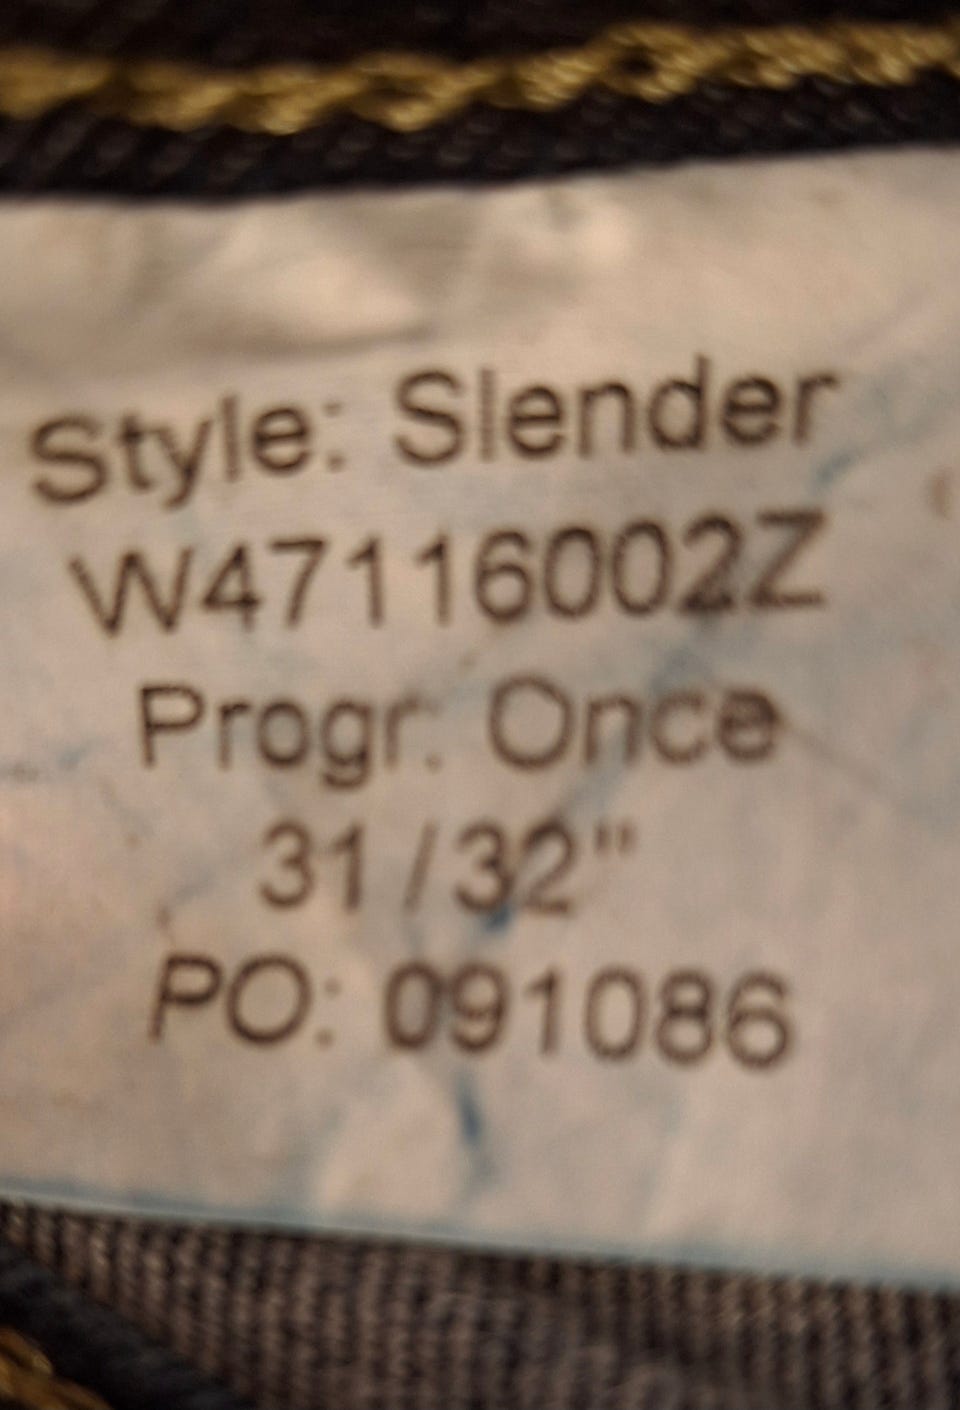 Style: Slender
W47116002Z
Progr: Once
31 / 32"
PO: 091086